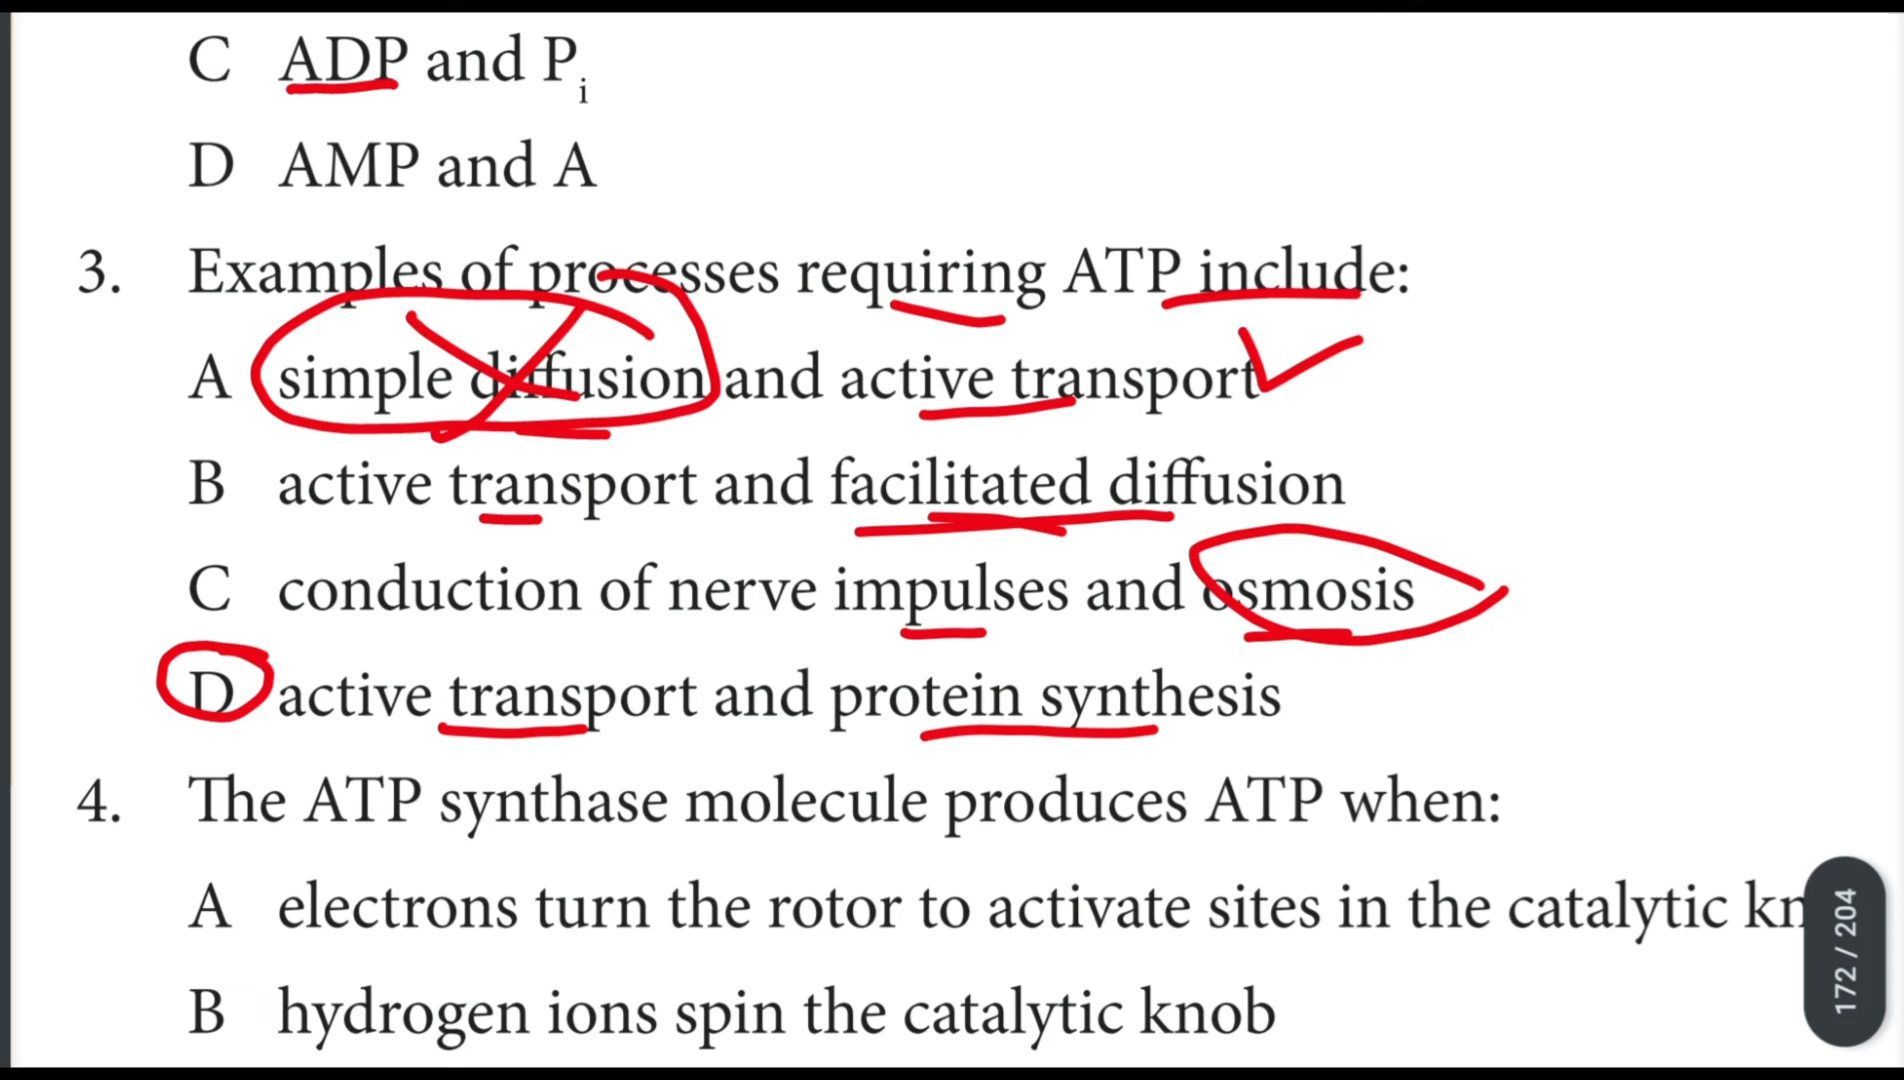 C ADP and Pi
D AMP and A
3. Examples of processes requiring ATP include:
A simple diffusion and active transport
B active transport and facilitated diffusion
C conduction of nerve impulses and osmosis
D active transport and protein synthesis
4. The ATP synthase molecule produces ATP when:
A electrons turn the rotor to activate sites in the catalytic kn
B hydrogen ions spin the catalytic knob
172 / 204